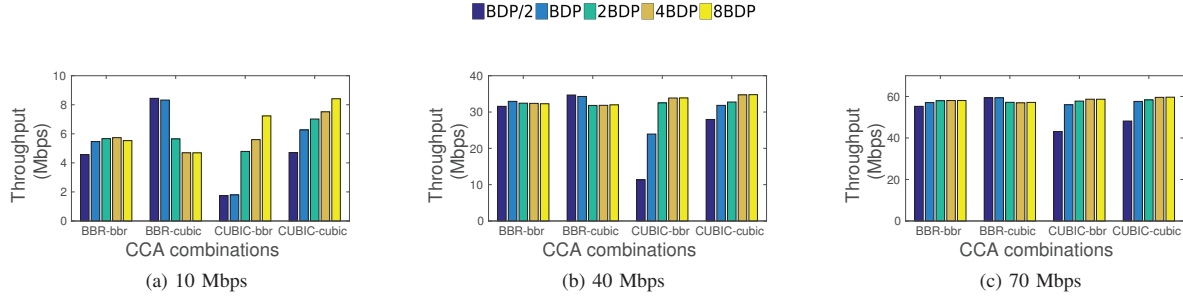 BDP/2 BDP 2BDP 4BDP 8BDP
10
8
6
4
2
0
Throughput
(Mbps)
BBR-bbr BBR-cubic CUBIC-bbr CUBIC-cubic
CCA combinations
(a) 10 Mbps
40
30
20
10
0
Throughput
(Mbps)
BBR-bbr BBR-cubic CUBIC-bbr CUBIC-cubic
CCA combinations
(b) 40 Mbps
60
40
20
0
Throughput
(Mbps)
BBR-bbr BBR-cubic CUBIC-bbr CUBIC-cubic
CCA combinations
(c) 70 Mbps